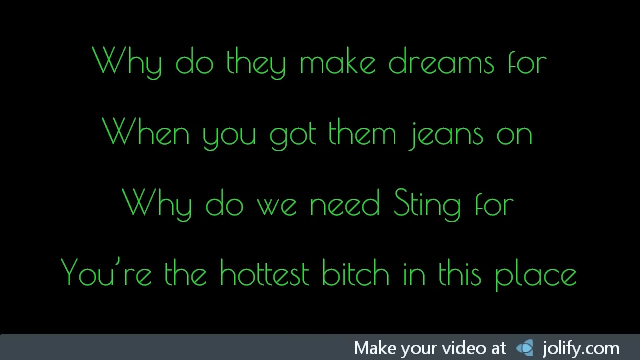 Why do they make dreams for
When you got them jeans on
Why do we need Sting for
You're the hottest bitch in this place
Make your video at jolify.com